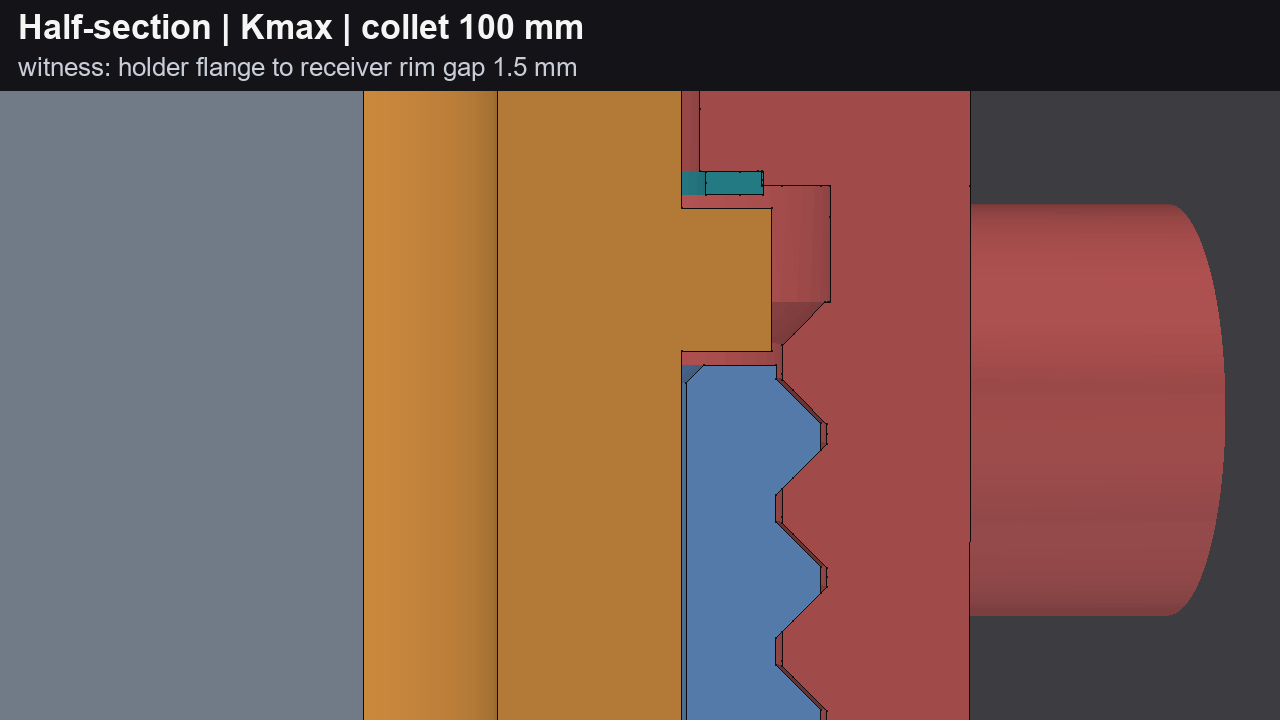 Half-section | Kmax | collet 100 mm
witness: holder flange to receiver rim gap 1.5 mm